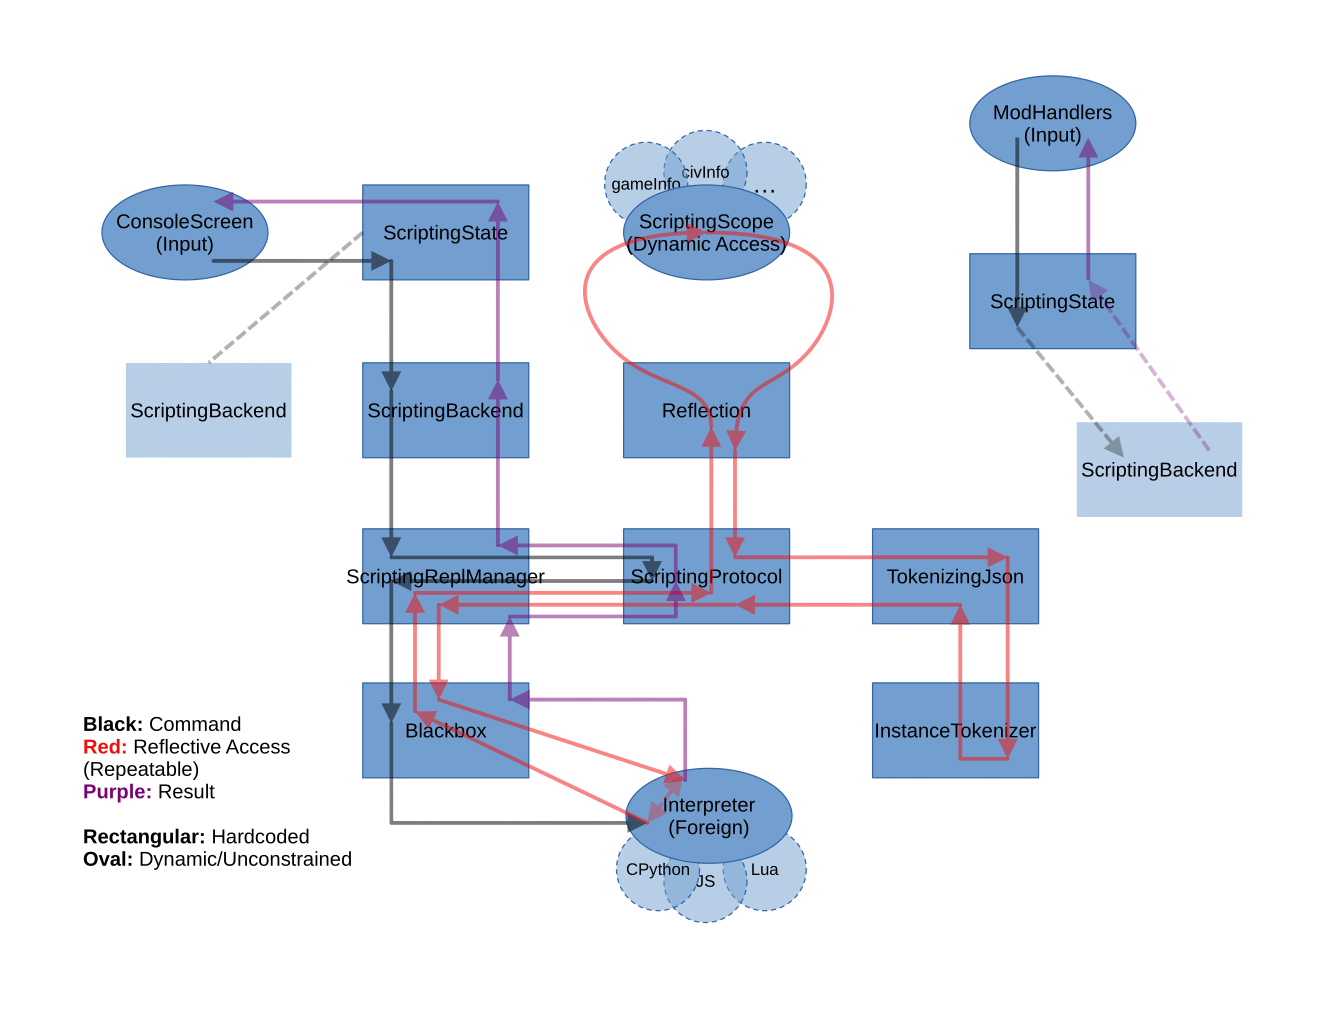 ModHandlers
(Input)
civInfo
gameInfo
...
ConsoleScreen
(Input)
ScriptingState
ScriptingScope
(Dynamic Access)
ScriptingState
ScriptingBackend
ScriptingBackend
Reflection
ScriptingBackend
ScriptingReplManager
ScriptingProtocol
TokenizingJson
Blackbox
InstanceTokenizer
Black: Command
Red: Reflective Access
(Repeatable)
Purple: Result
Rectangular: Hardcoded
Oval: Dynamic/Unconstrained
Interpreter
(Foreign)
CPython
JS
Lua